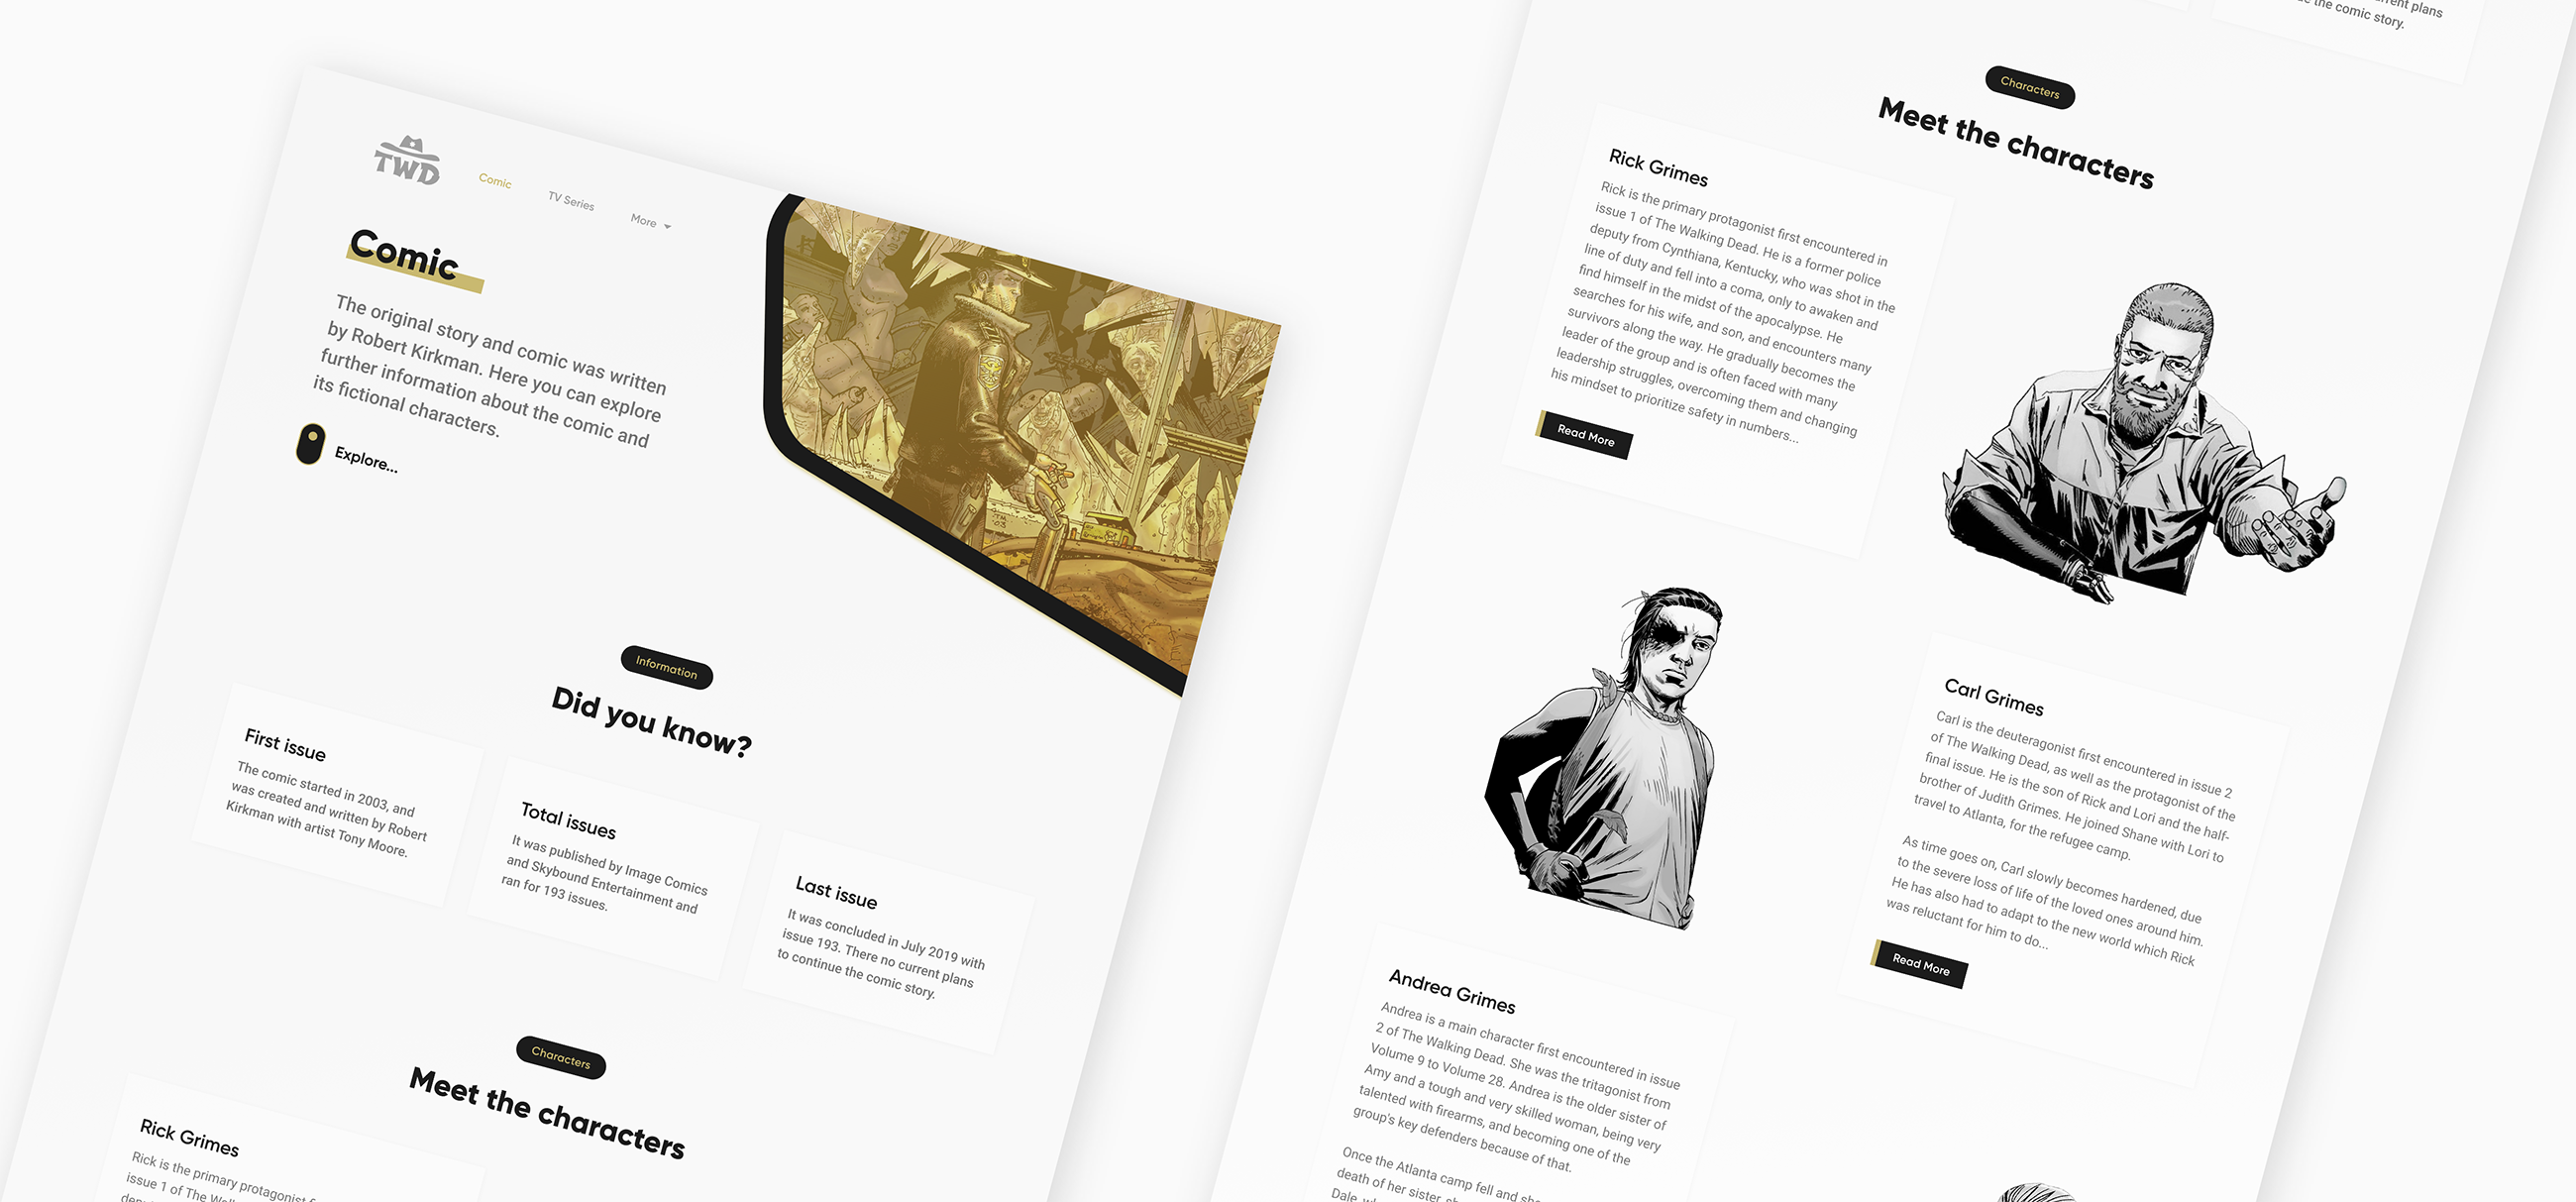 TWD
Comic
TV Series
More
Comic
The original story and comic was written
by Robert Kirkman. Here you can explore
further information about the comic and
its fictional characters.
Explore...
TM
'03
Information
Did you know?
First issue
The comic started in 2003, and
was created and written by Robert
Kirkman with artist Tony Moore.
Total issues
It was published by Image Comics
and Skybound Entertainment and
ran for 193 issues.
Last issue
It was concluded in July 2019 with
issue 193. There no current plans
to continue the comic story.
Characters
Meet the characters
Rick Grimes
Rick is the primary protagonist
issue 1 of The
plans
the comic story.
Characters
Meet the characters
Rick Grimes
Rick is the primary protagonist first encountered in
issue 1 of The Walking Dead. He is a former police
deputy from Cynthiana, Kentucky, who was shot in the
line of duty and fell into a coma, only to awaken and
find himself in the midst of the apocalypse. He
searches for his wife, and son, and encounters many
survivors along the way. He gradually becomes the
leader of the group and is often faced with many
leadership struggles, overcoming them and changing
his mindset to prioritize safety in numbers...
Read More
Carl Grimes
Carl is the deuteragonist first encountered in issue 2
of The Walking Dead, as well as the protagonist of the
final issue. He is the son of Rick and Lori and the half-
brother of Judith Grimes. He joined Shane with Lori to
travel to Atlanta, for the refugee camp.
As time goes on, Carl slowly becomes hardened, due
to the severe loss of life of the loved ones around him.
He has also had to adapt to the new world which Rick
was reluctant for him to do...
Read More
Andrea Grimes
Andrea is a main character first encountered in issue
2 of The Walking Dead. She was the tritagonist from
Volume 9 to Volume 28. Andrea is the older sister of
Amy and a tough and very skilled woman, being very
talented with firearms, and becoming one of the
group's key defenders because of that.
Once the Atlanta camp fell and
death of her sister,
Dale,